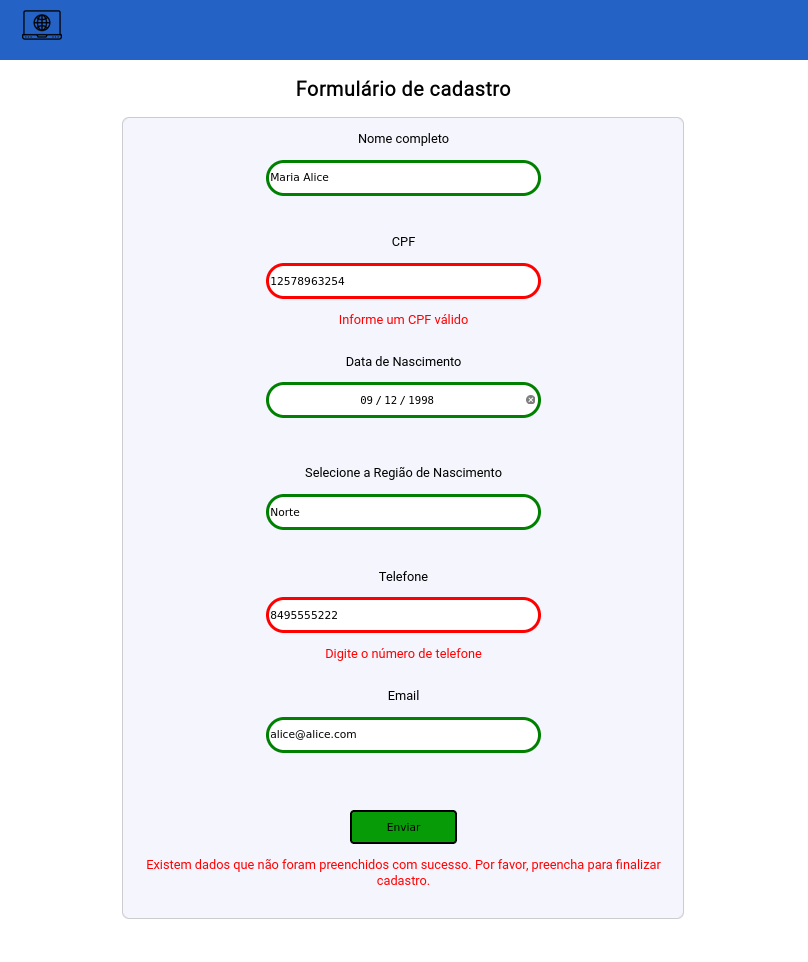 Formulário de cadastro
Nome completo
Maria Alice
CPF
12578963254
Informe um CPF válido
Data de Nascimento
09 / 12 / 1998
Selecione a Região de Nascimento
Norte
Telefone
8495555222
Digite o número de telefone
Email
alice@alice.com
Enviar
Existem dados que não foram preenchidos com sucesso. Por favor, preencha para finalizar
cadastro.